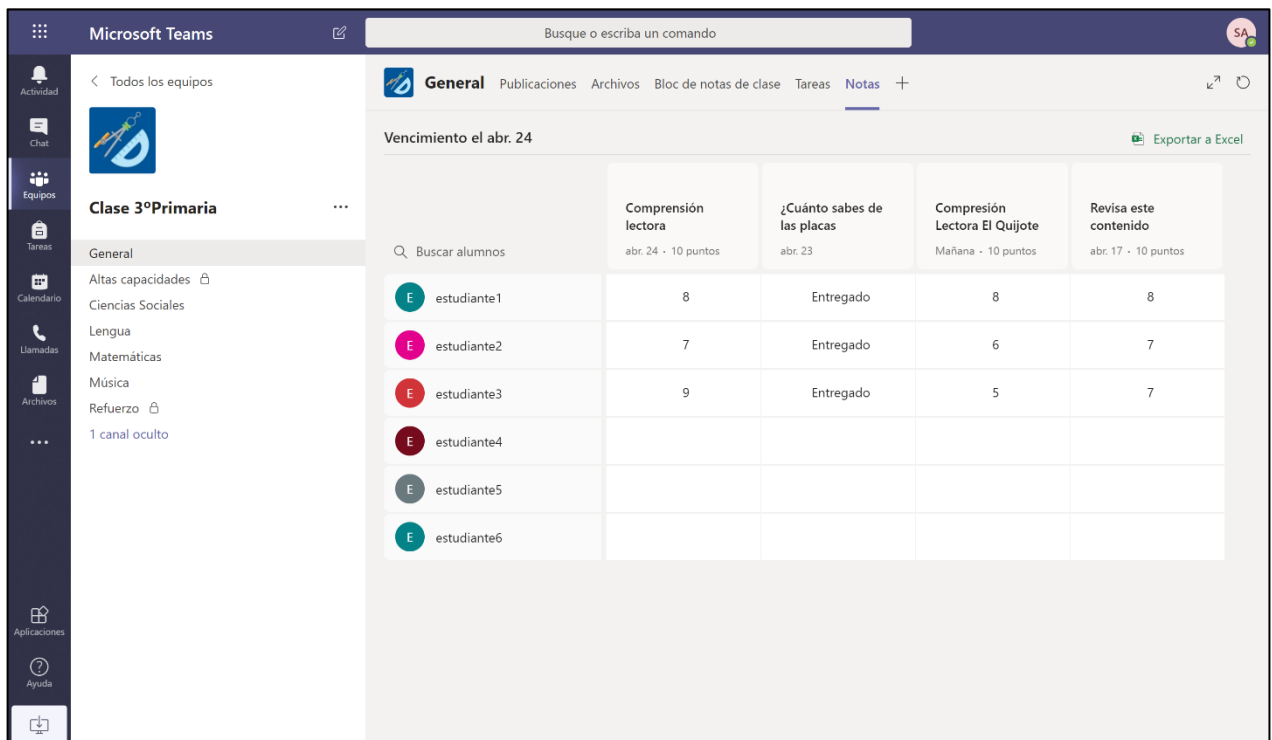 Microsoft Teams
Busque o escriba un comando
SA
Actividad
Chat
Equipos
Tareas
Calendario
Llamadas
Archivos
Aplicaciones
Ayuda
Todos los equipos
Clase 3ºPrimaria
General
Altas capacidades
Ciencias Sociales
Lengua
Matemáticas
Música
Refuerzo
1 canal oculto
General Publicaciones Archivos Bloc de notas de clase Tareas Notas
Vencimiento el abr. 24 Exportar a Excel
Buscar alumnos
Comprensión
lectora
abr. 24 · 10 puntos
¿Cuánto sabes de
las placas
abr. 23
Compresión
Lectora El Quijote
Mañana · 10 puntos
Revisa este
contenido
abr. 17 · 10 puntos
E estudiante1 8 Entregado 8 8
E estudiante2 7 Entregado 6 7
E estudiante3 9 Entregado 5 7
E estudiante4
E estudiante5
E estudiante6